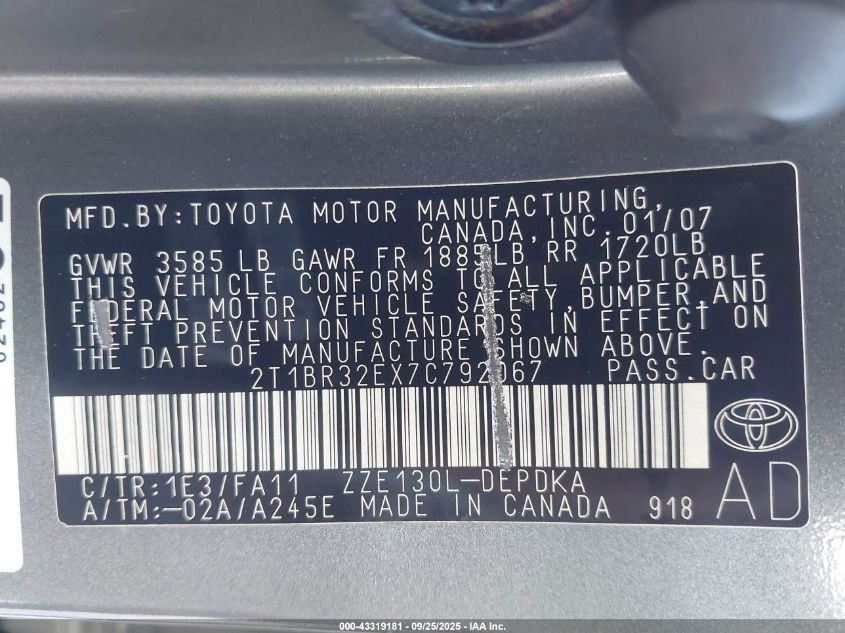 MFD.BY:TOYOTA MOTOR MANUFACTURING,
CANADA,INC.01/07
GVWR 3585 LB GAWR FR 1885LB RR 1720LB
THIS VEHICLE CONFORMS TO ALL APPLICABLE
FEDERAL MOTOR VEHICLE SAFETY,BUMPER,AND
THEFT PREVENTION STANDARDS IN EFFECT ON
THE DATE OF MANUFACTURE SHOWN ABOVE.
2T1BR32EX7C792067 PASS.CAR
C/TR:1E3/FA11 ZZE130L-DEPDKA
A/TM:-02A/A245E MADE IN CANADA 918
AD
000-43319181 - 09/25/2025 - IAA Inc.